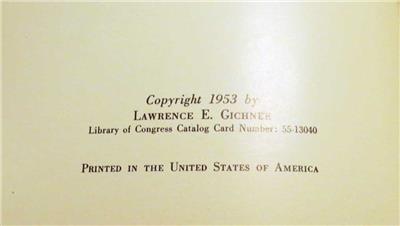 Copyright 1953 by
LAWRENCE E. GICHNER
Library of Congress Catalog Card Number: 55-13040
PRINTED IN THE UNITED STATES OF AMERICA